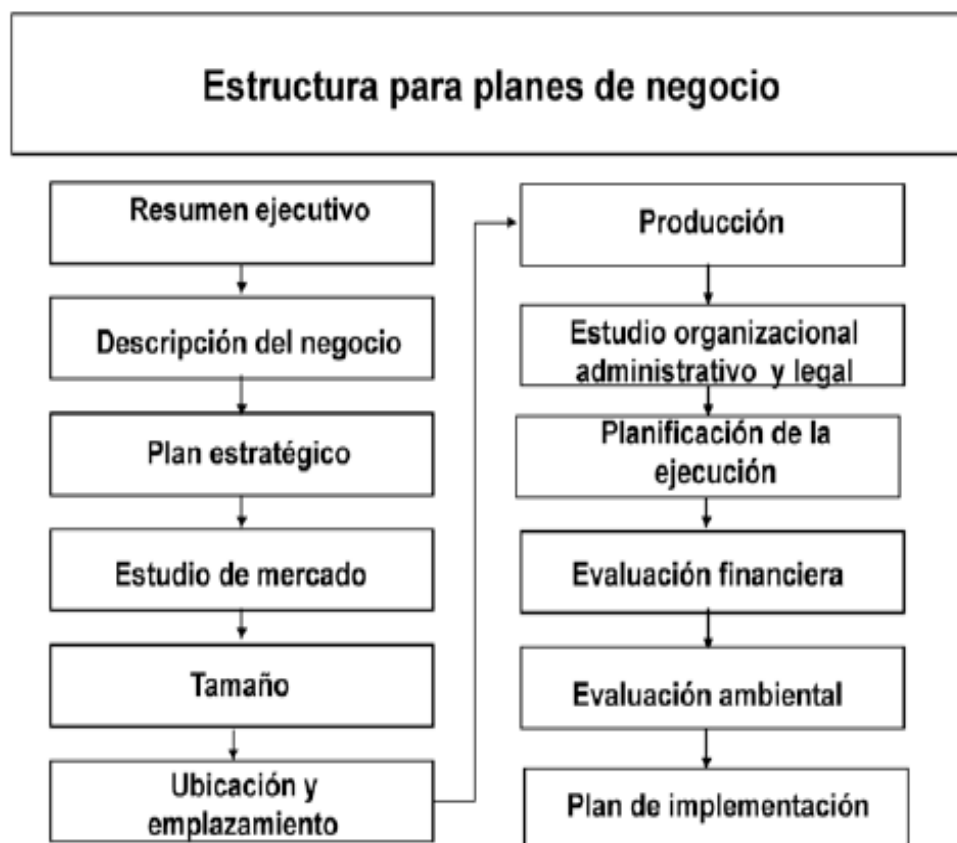 Estructura para planes de negocio
Resumen ejecutivo
Descripción del negocio
Plan estratégico
Estudio de mercado
Tamaño
Ubicación y
emplazamiento
Producción
Estudio organizacional
administrativo y legal
Planificación de la
ejecución
Evaluación financiera
Evaluación ambiental
Plan de implementación